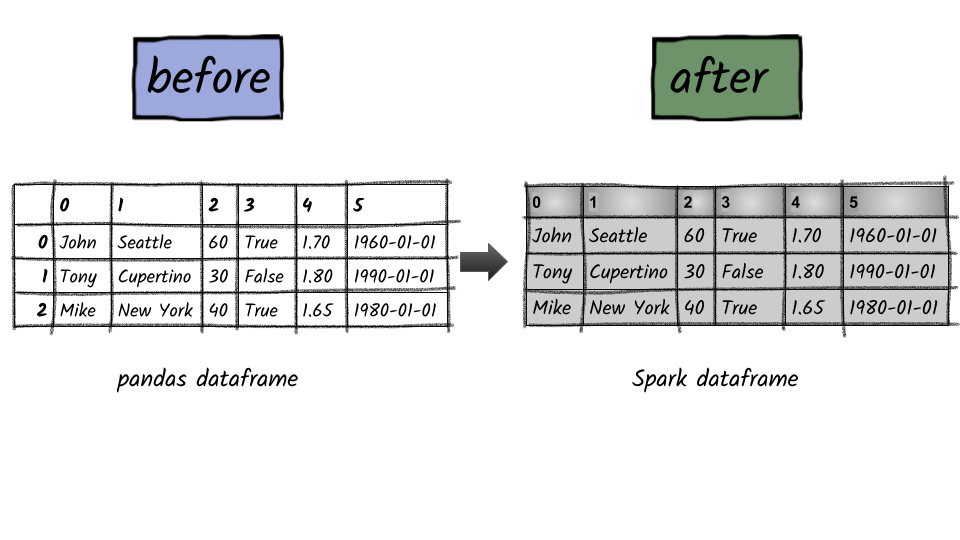 before
after
0 1 2 3 4 5
0 John Seattle 60 True 1.70 1960-01-01
1 Tony Cupertino 30 False 1.80 1990-01-01
2 Mike New York 40 True 1.65 1980-01-01
pandas dataframe
0 1 2 3 4 5
John Seattle 60 True 1.70 1960-01-01
Tony Cupertino 30 False 1.80 1990-01-01
Mike New York 40 True 1.65 1980-01-01
Spark dataframe